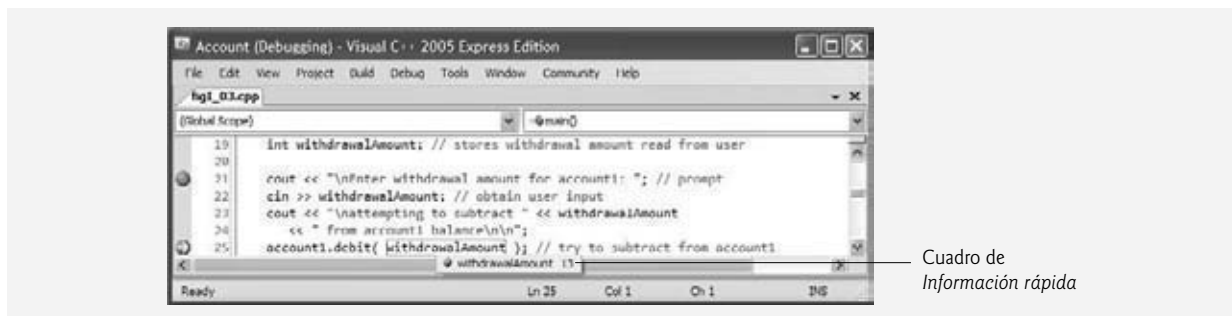 Account (Debugging) - Visual C++ 2005 Express Edition
File Edit View Project Build Debug Tools Window Community Help
fig1_03.cpp
(Global Scope) main()
19 int withdrawalAmount; // stores withdrawal amount read from user
20
21 cout << "\nEnter withdrawal amount for account1: "; // prompt
22 cin >> withdrawalAmount; // obtain user input
23 cout << "\nattempting to subtract " << withdrawalAmount
24 << " from account1 balance\n\n";
25 account1.debit( withdrawalAmount ); // try to subtract from account1
withdrawalAmount 13
Cuadro de
Información rápida
Ready Ln 25 Col 1 Ch 1 INS